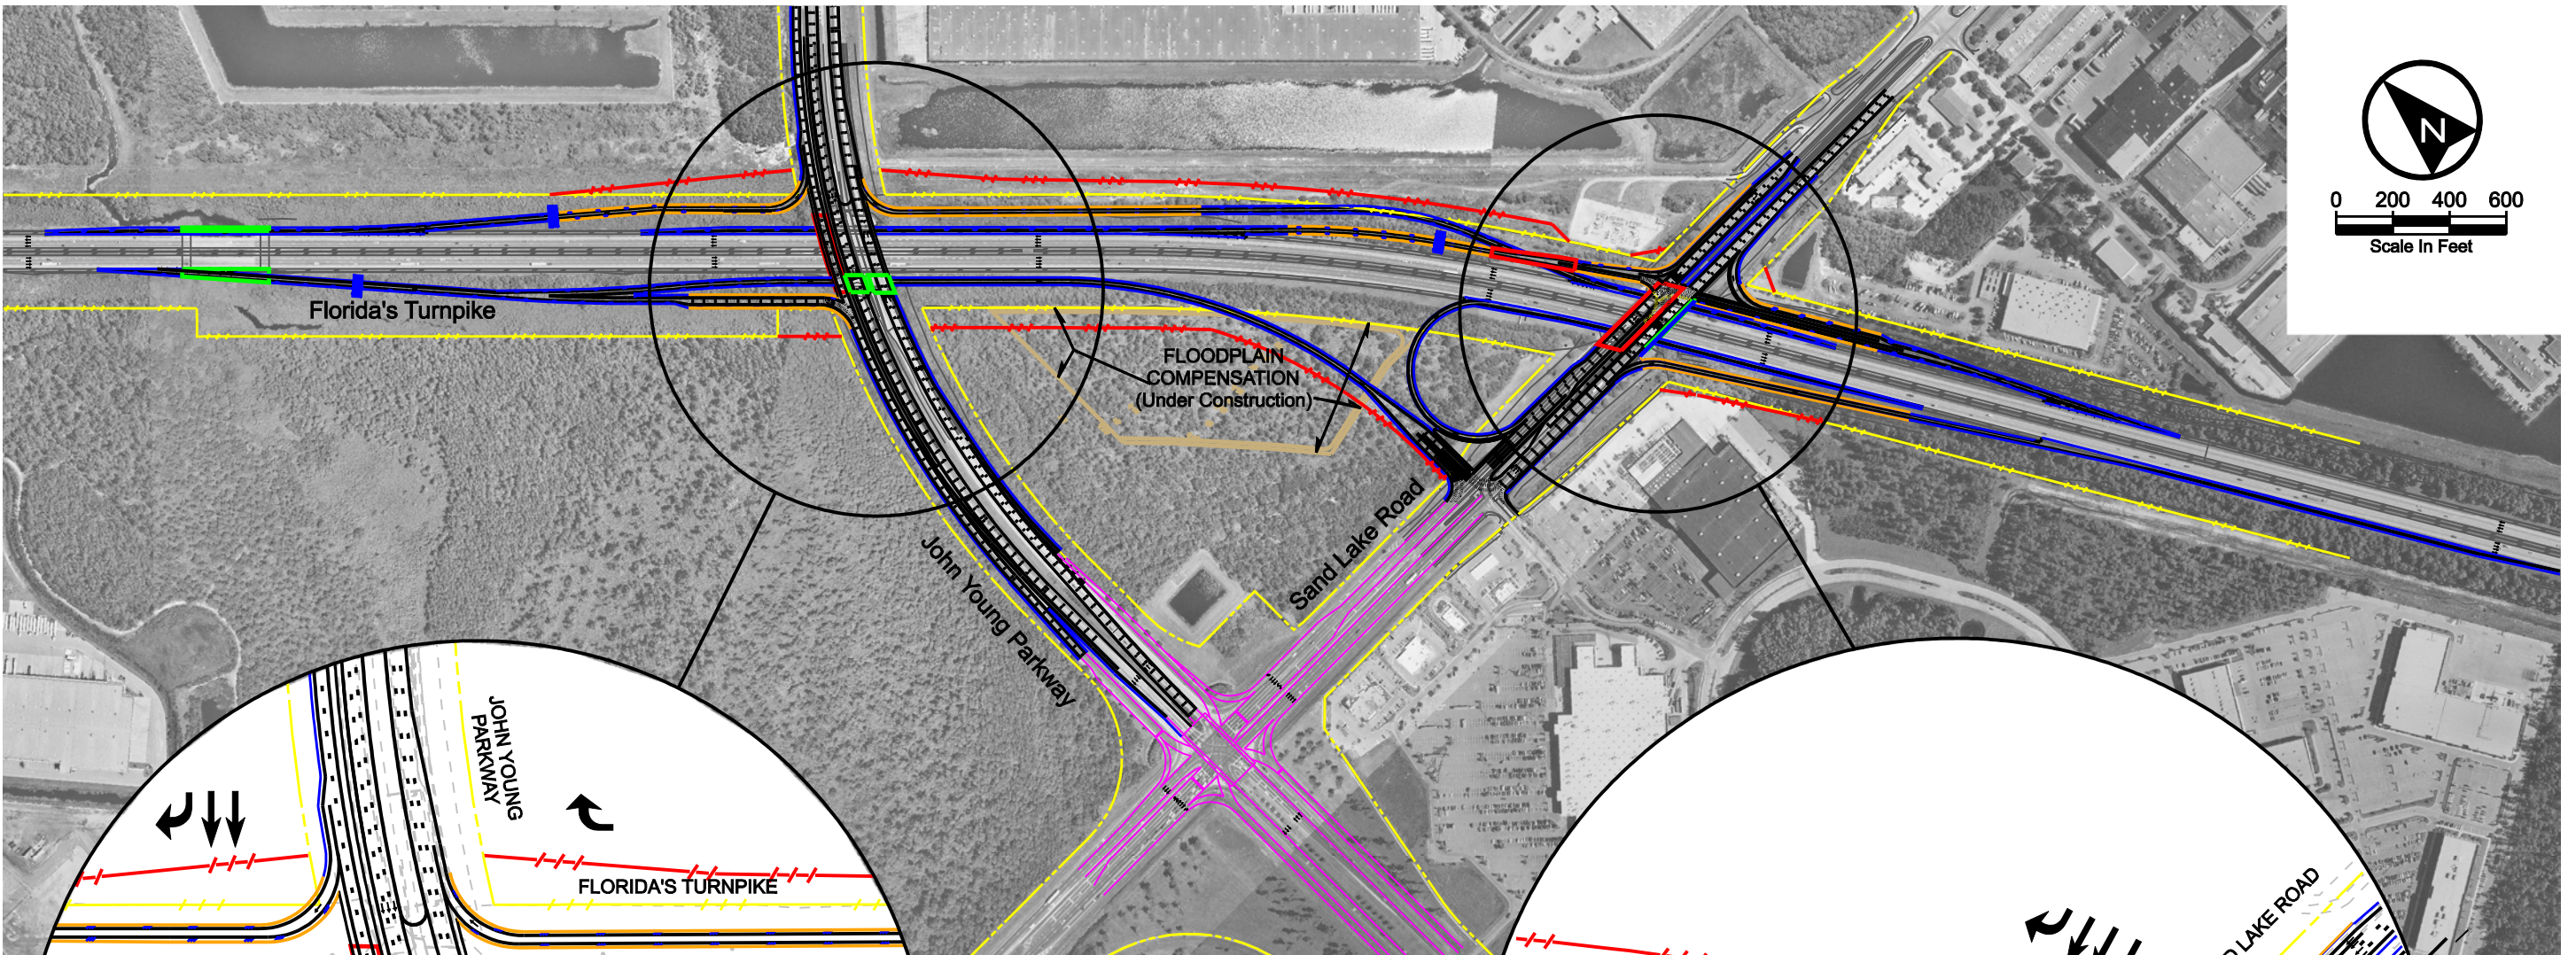 N
0 200 400 600
Scale In Feet
Florida's Turnpike
FLOODPLAIN
COMPENSATION
(Under Construction)
Sand Lake Road
John Young Parkway
JOHN YOUNG
PARKWAY
FLORIDA'S TURNPIKE
LAKE ROAD